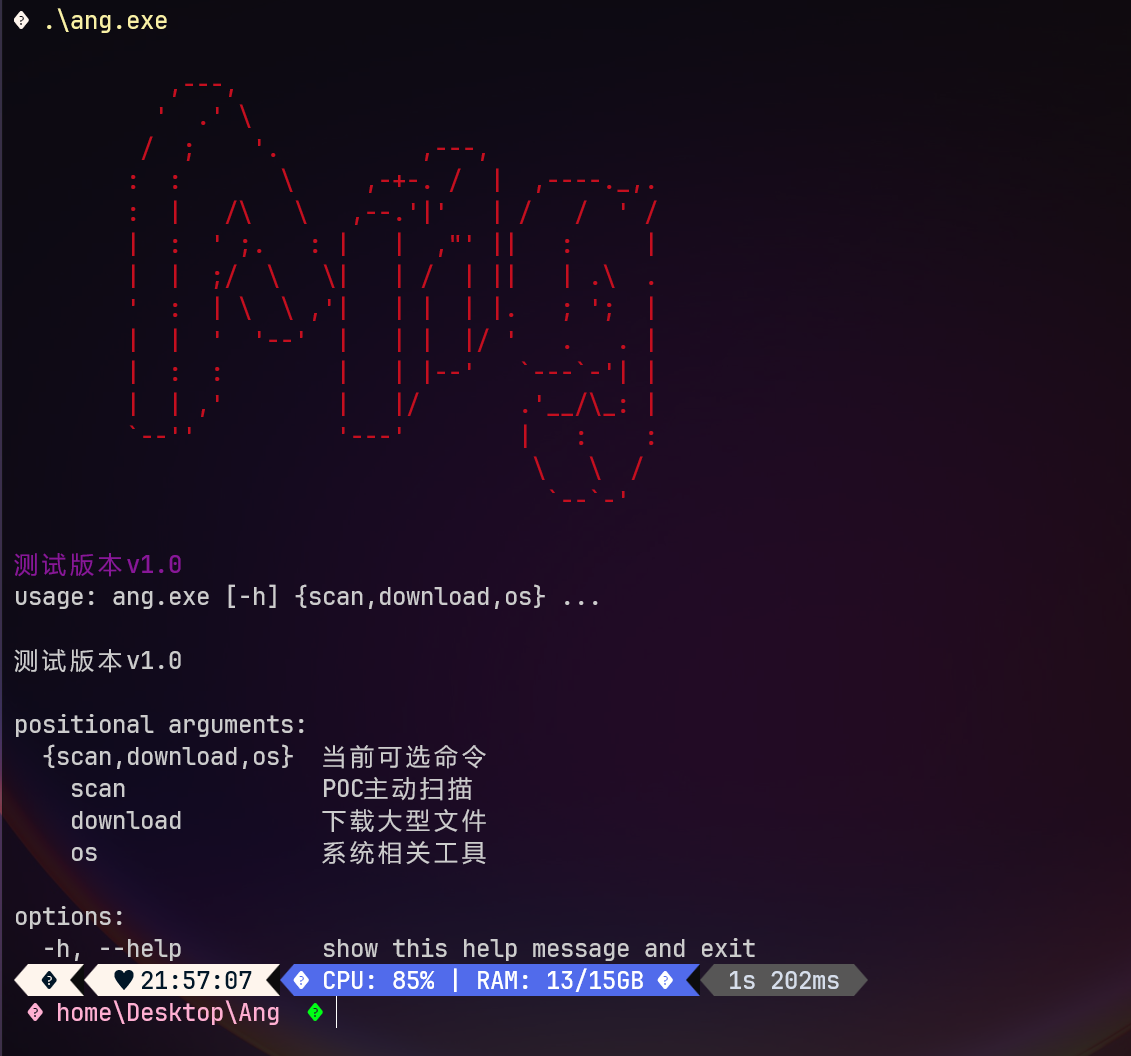 .\ang.exe
测试版本v1.0
usage: ang.exe [-h] {scan,download,os} ...
测试版本v1.0
positional arguments:
{scan,download,os} 当前可选命令
scan POC主动扫描
download 下载大型文件
os 系统相关工具
options:
-h, --help show this help message and exit
21:57:07 CPU: 85% | RAM: 13/15GB 1s 202ms
home\Desktop\Ang